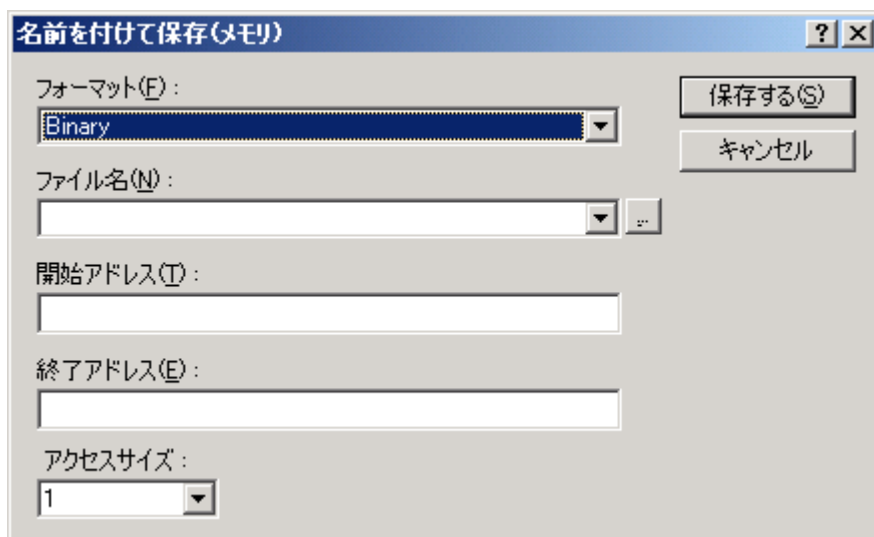 名前を付けて保存(メモリ)
フォーマット(F):
Binary
保存する(S)
キャンセル
ファイル名(N):
...
開始アドレス(T):
終了アドレス(E):
アクセスサイズ:
1